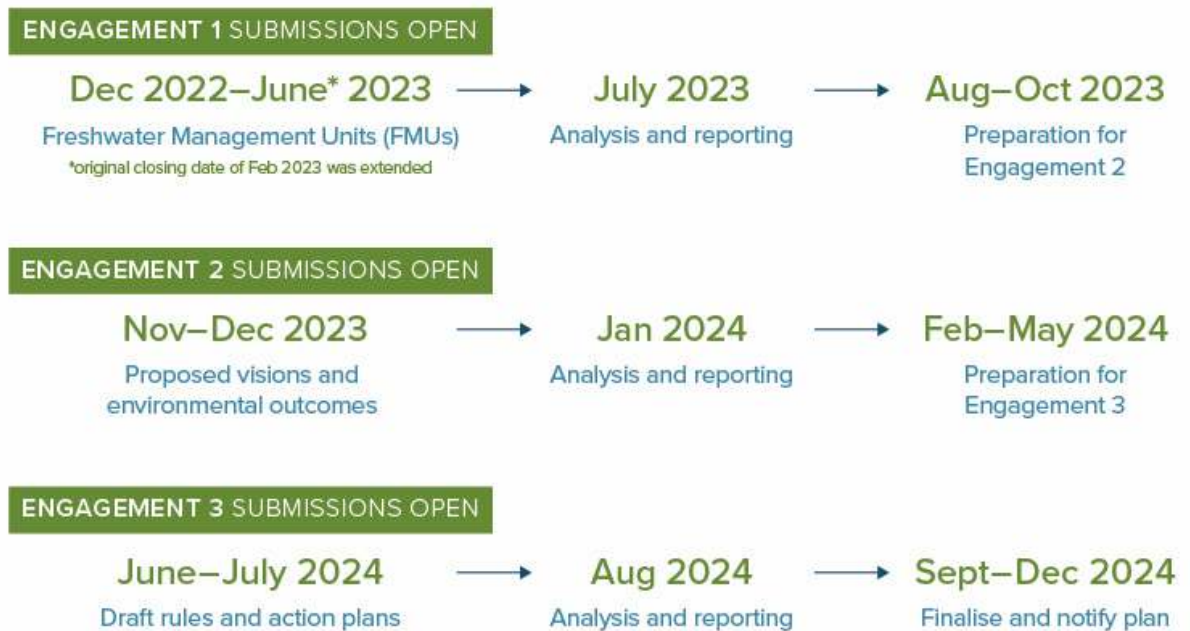 ENGAGEMENT 1 SUBMISSIONS OPEN
Dec 2022–June* 2023
Freshwater Management Units (FMUs)
*original closing date of Feb 2023 was extended
July 2023
Analysis and reporting
Aug–Oct 2023
Preparation for
Engagement 2
ENGAGEMENT 2 SUBMISSIONS OPEN
Nov–Dec 2023
Proposed visions and
environmental outcomes
Jan 2024
Analysis and reporting
Feb–May 2024
Preparation for
Engagement 3
ENGAGEMENT 3 SUBMISSIONS OPEN
June–July 2024
Draft rules and action plans
Aug 2024
Analysis and reporting
Sept–Dec 2024
Finalise and notify plan